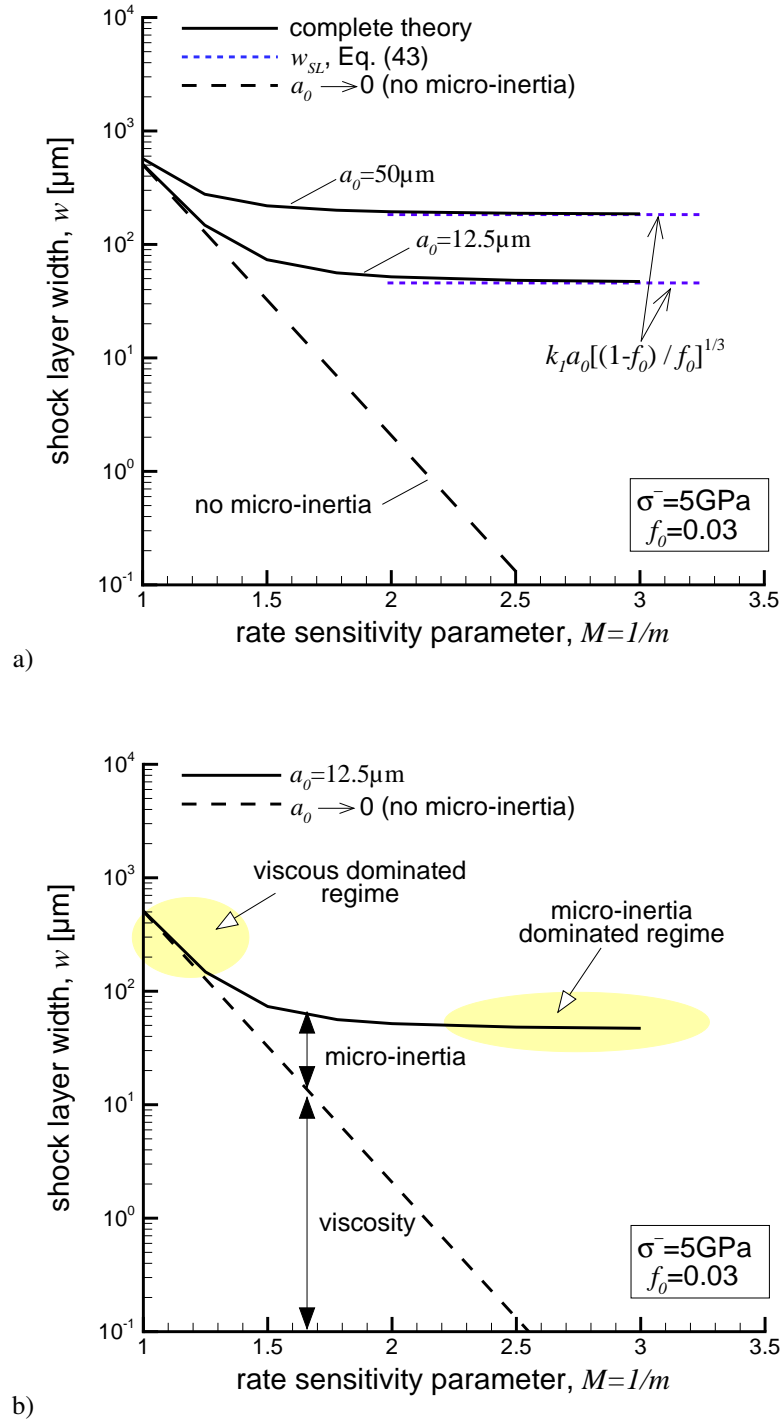 complete theory
w_SL, Eq. (43)
a_0 → 0 (no micro-inertia)
10^4
10^3
10^2
10^1
10^0
10^-1
shock layer width, w [μm]
a_0=50μm
a_0=12.5μm
k_1a_0[(1-f_0) / f_0]^1/3
no micro-inertia
σ^-=5GPa
f_0=0.03
1
1.5
2
2.5
3
3.5
rate sensitivity parameter, M=1/m
a)
a_0=12.5μm
a_0 → 0 (no micro-inertia)
10^4
10^3
10^2
10^1
10^0
10^-1
shock layer width, w [μm]
viscous dominated
regime
micro-inertia
dominated regime
micro-inertia
viscosity
σ^-=5GPa
f_0=0.03
1
1.5
2
2.5
3
3.5
rate sensitivity parameter, M=1/m
b)